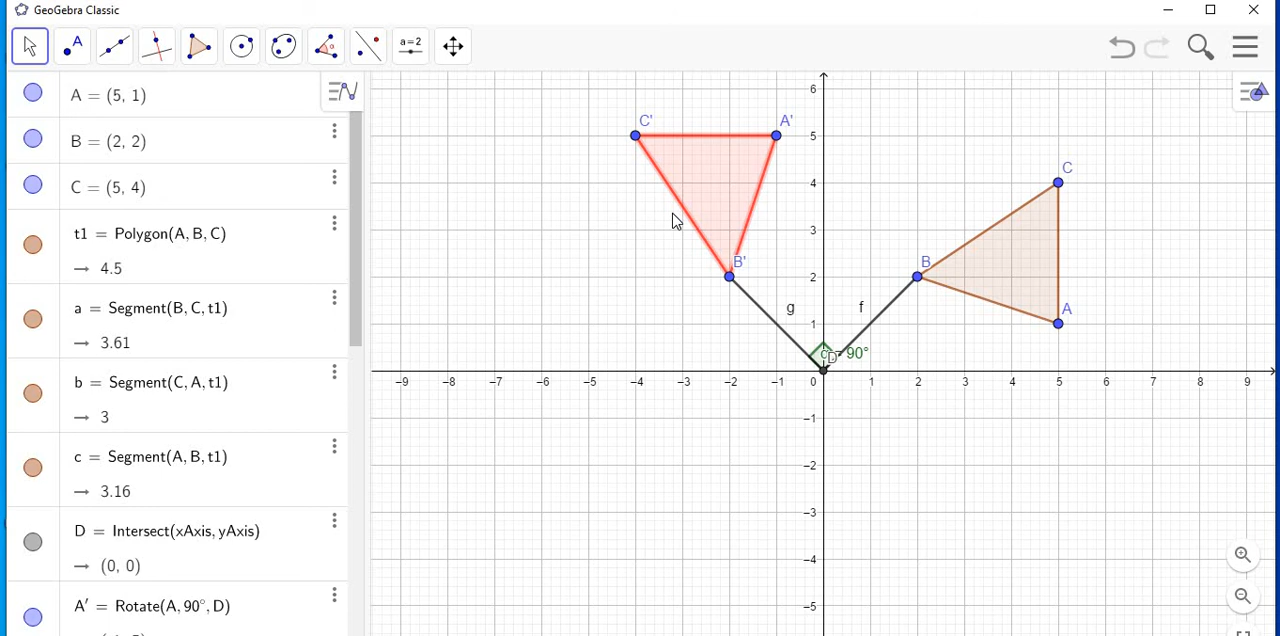 GeoGebra Classic
a=2
A = (5, 1)
B = (2, 2)
C = (5, 4)
t1 = Polygon(A, B, C)
→ 4.5
a = Segment(B, C, t1)
→ 3.61
b = Segment(C, A, t1)
→ 3
c = Segment(A, B, t1)
→ 3.16
D = Intersect(xAxis, yAxis)
→ (0, 0)
A′ = Rotate(A, 90°, D)
6
C'
A'
5
C
4
3
B'
B
2
g
f
A
1
D
90°
−9 −8 −7 −6 −5 −4 −3 −2 −1 0 1 2 3 4 5 6 7 8 9
−1
−2
−3
−4
−5